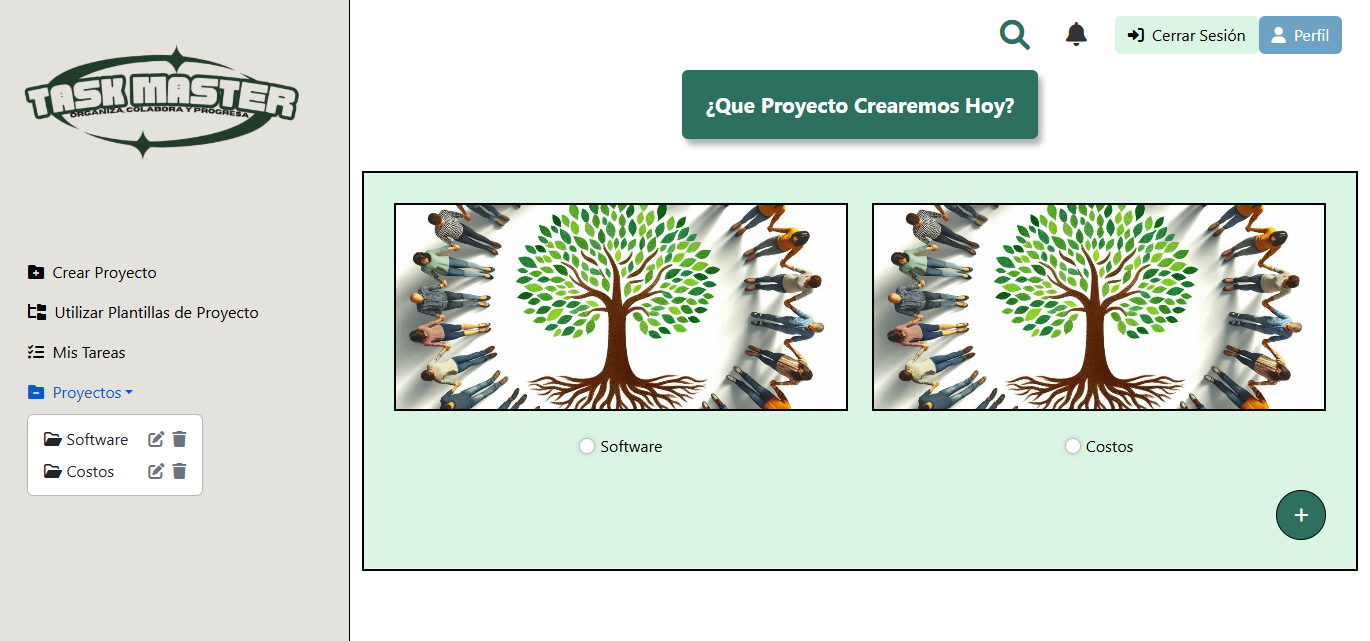 TASK MASTER
ORGANIZA, COLABORA Y PROGRESA
Crear Proyecto
Utilizar Plantillas de Proyecto
Mis Tareas
Proyectos
Software
Costos
Cerrar Sesión
Perfil
¿Que Proyecto Crearemos Hoy?
Software
Costos